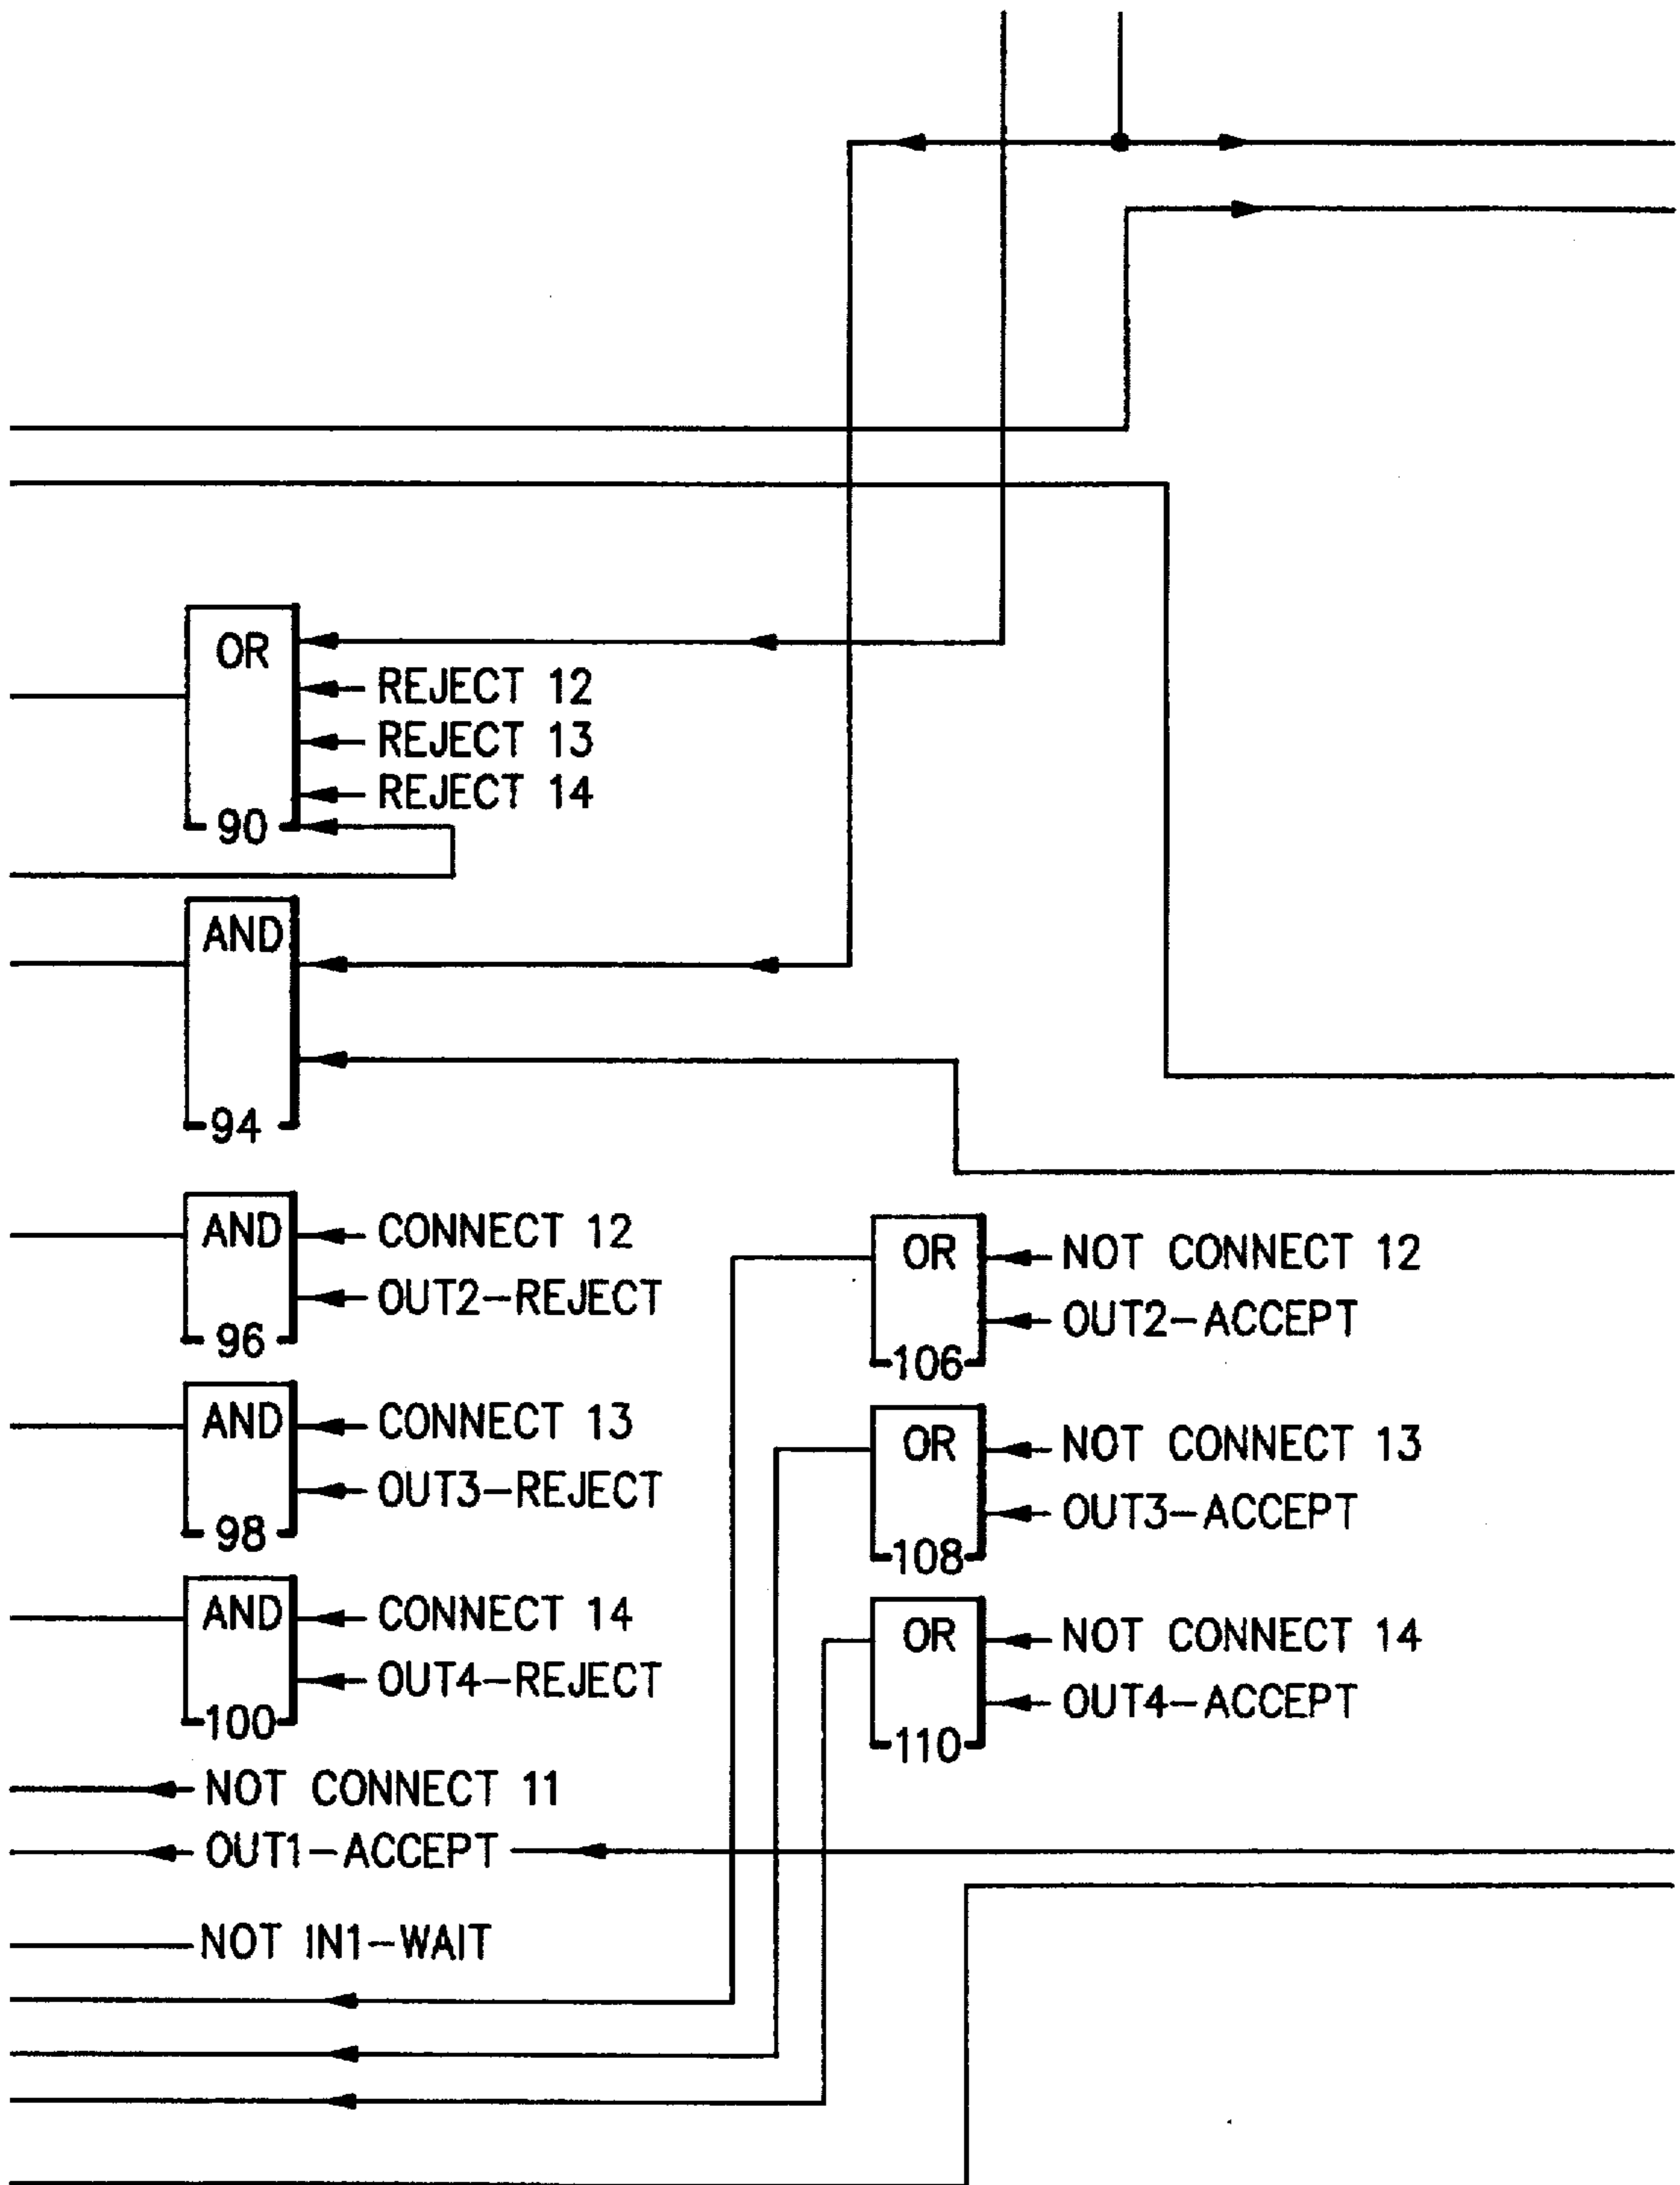 OR
REJECT 12
REJECT 13
REJECT 14
90
AND
94
AND
CONNECT 12
OUT2-REJECT
96
AND
CONNECT 13
OUT3-REJECT
98
AND
CONNECT 14
OUT4-REJECT
100
OR
NOT CONNECT 12
OUT2-ACCEPT
106
OR
NOT CONNECT 13
OUT3-ACCEPT
108
OR
NOT CONNECT 14
OUT4-ACCEPT
110
NOT CONNECT 11
OUT1-ACCEPT
NOT IN1-WAIT